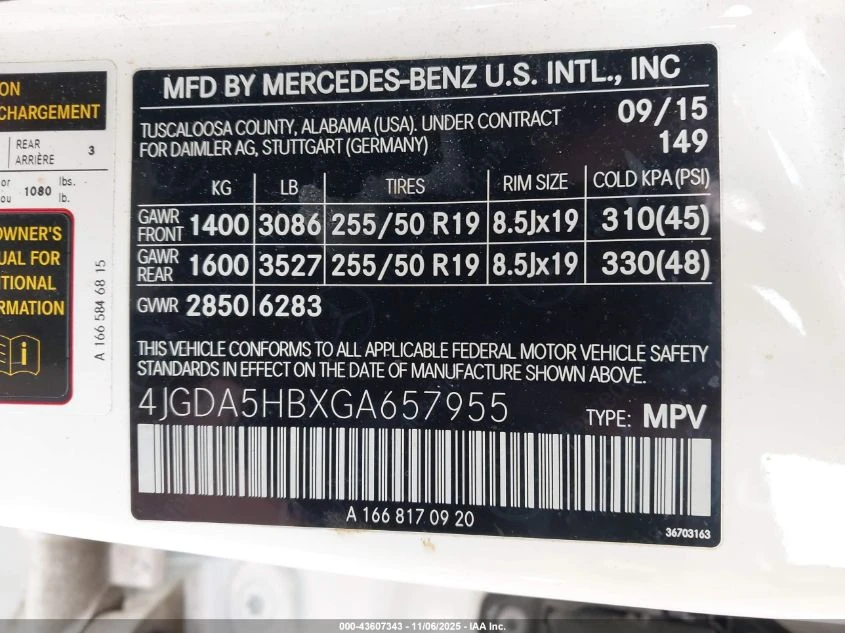 ON
CHARGEMENT
REAR
ARRIÈRE
3
or
ou
1080
lbs.
lb.
OWNER'S
UAL FOR
ITIONAL
ORMATION
A 166 584 68 15
MFD BY MERCEDES-BENZ U.S. INTL., INC
TUSCALOOSA COUNTY, ALABAMA (USA). UNDER CONTRACT
FOR DAIMLER AG, STUTTGART (GERMANY)
09/15
149
KG LB TIRES RIM SIZE COLD KPA (PSI)
GAWR
FRONT 1400 3086 255/50 R19 8.5Jx19 310(45)
GAWR
REAR 1600 3527 255/50 R19 8.5Jx19 330(48)
GVWR 2850 6283
THIS VEHICLE CONFORMS TO ALL APPLICABLE FEDERAL MOTOR VEHICLE SAFETY
STANDARDS IN EFFECT ON THE DATE OF MANUFACTURE SHOWN ABOVE.
4JGDA5HBXGA657955
TYPE: MPV
A 166 817 09 20
36703163
000-43607343 - 11/06/2025 - IAA Inc.